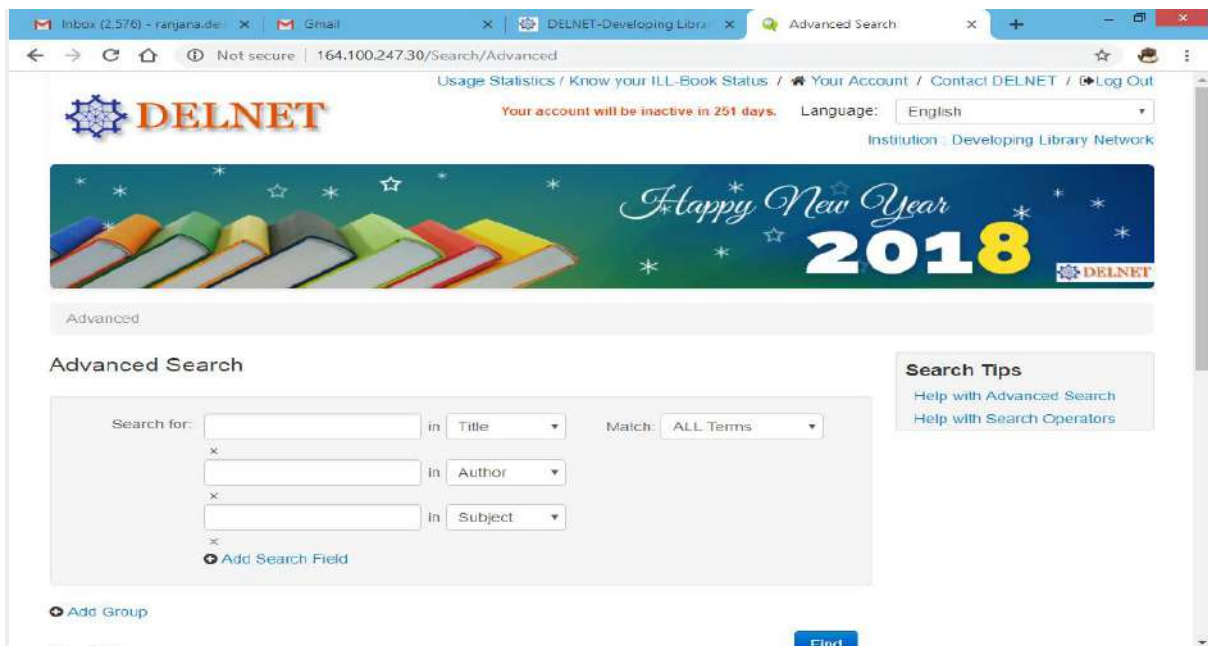 Inbox (2,576) - ranjana.de
Gmail
DELNET-Developing Libra
Advanced Search
Not secure | 164.100.247.30/Search/Advanced
Usage Statistics / Know your ILL-Book Status / Your Account / Contact DELNET / Log Out
DELNET
Your account will be inactive in 251 days. Language: English
Institution : Developing Library Network
Happy New Year
2018
DELNET
Advanced
Advanced Search
Search Tips
Help with Advanced Search
Help with Search Operators
Search for: in Title Match: ALL Terms
in Author
in Subject
Add Search Field
Add Group
Find